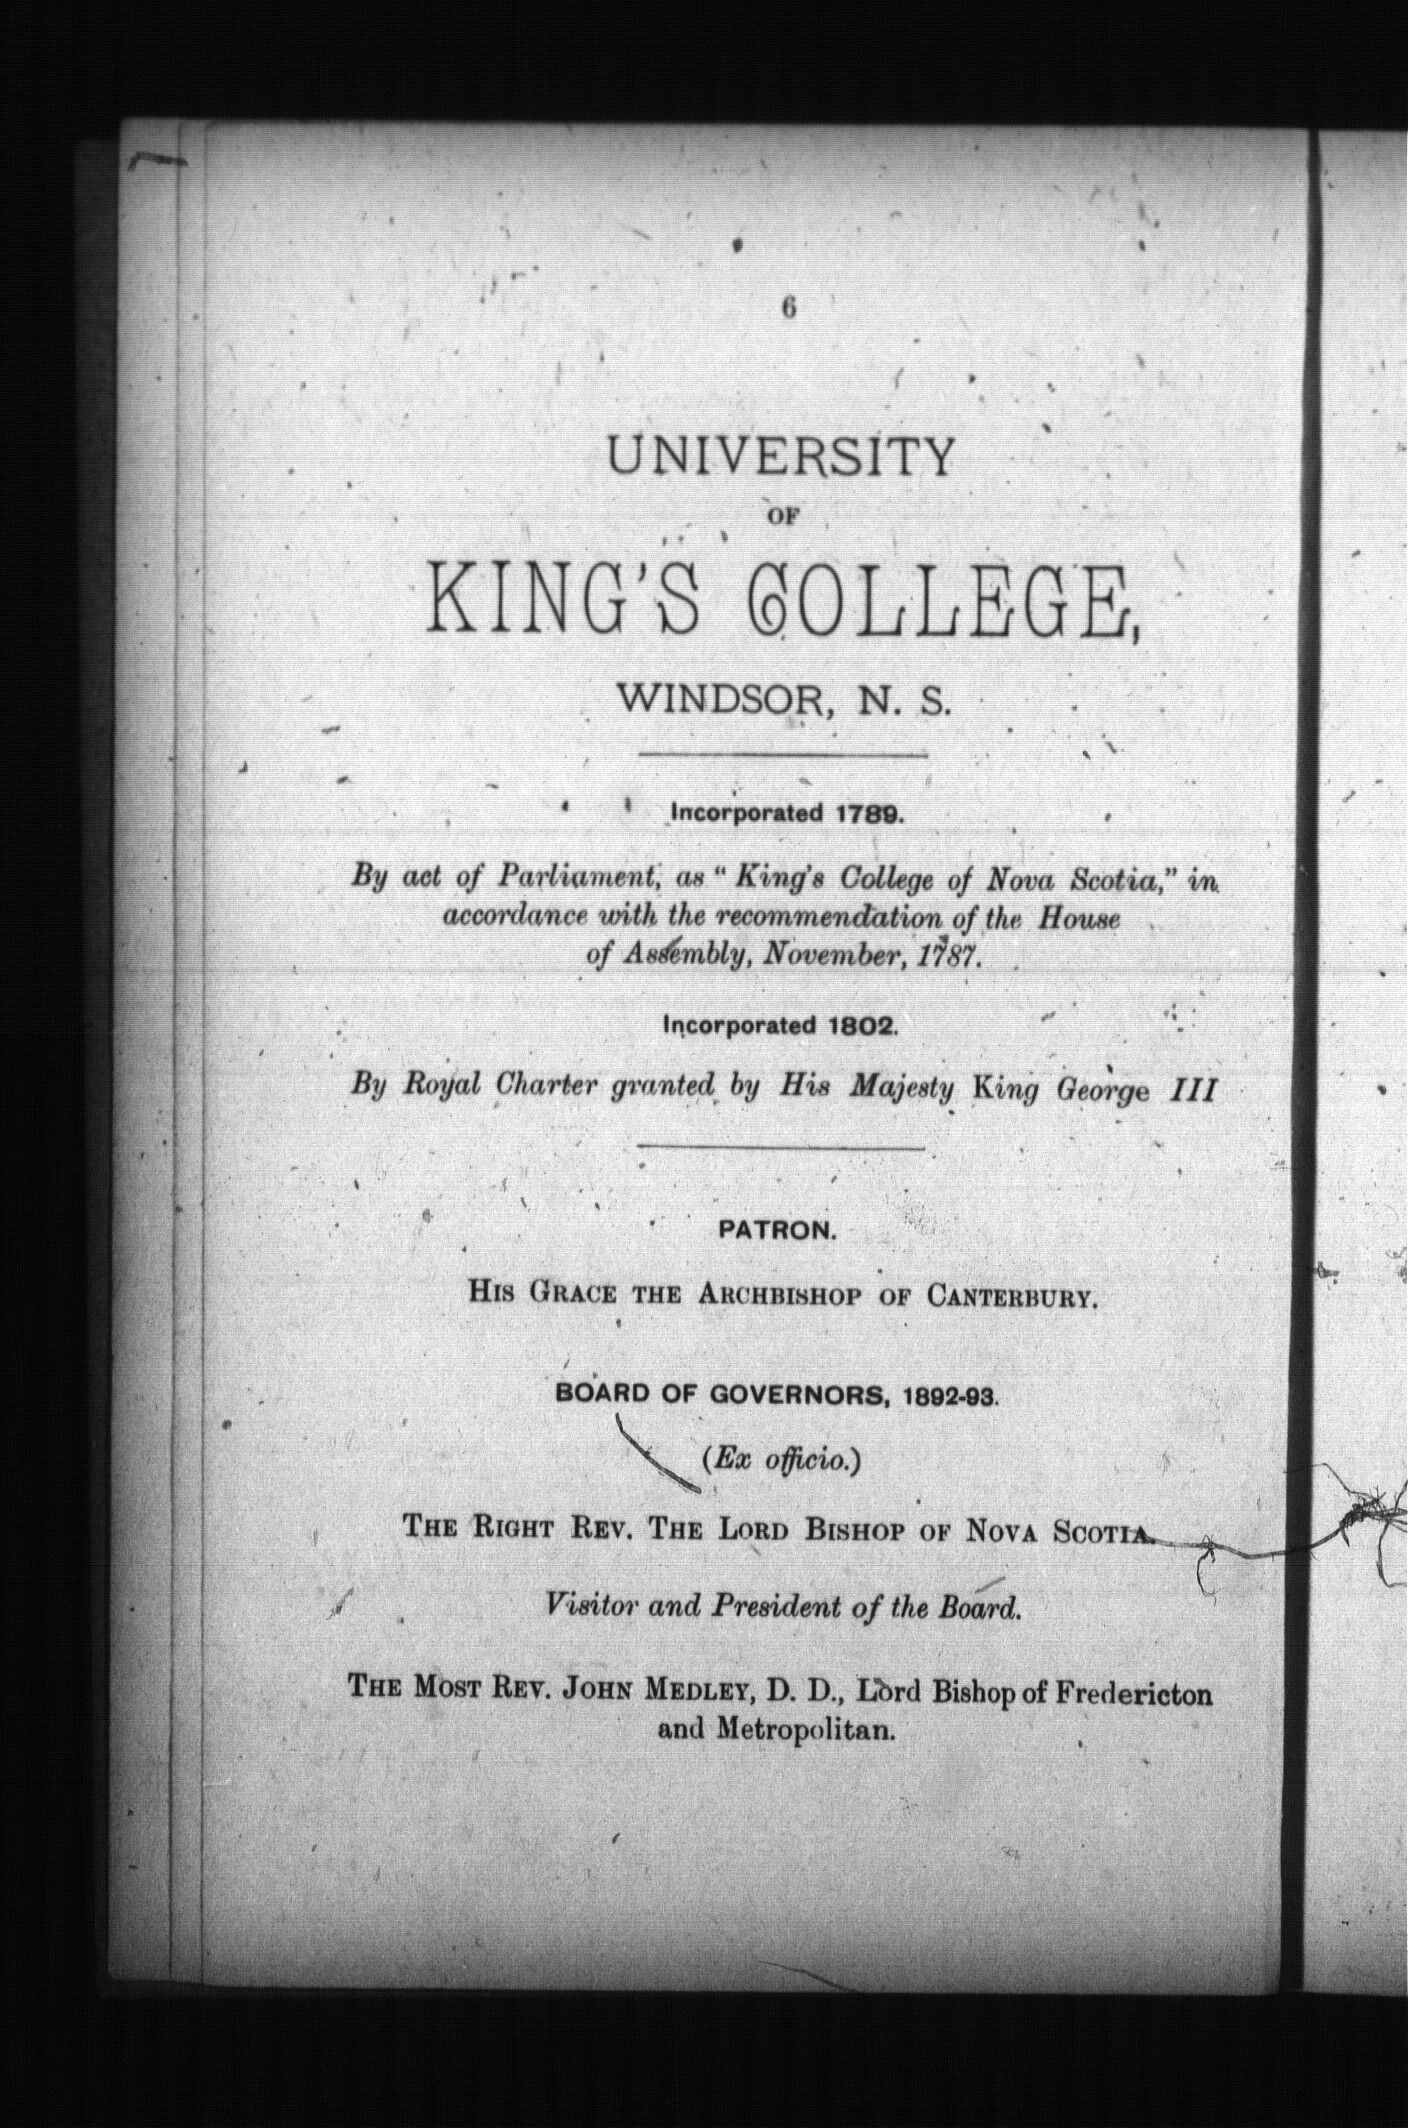 6
UNIVERSITY
OF
KING'S COLLEGE,
WINDSOR, N. S.
Incorporated 1789.
By act of Parliament, as "King's College of Nova Scotia," in
accordance with the recommendation of the House
of Assembly, November, 1787.
Incorporated 1802.
By Royal Charter granted by His Majesty King George III
PATRON.
HIS GRACE THE ARCHBISHOP OF CANTERBURY.
BOARD OF GOVERNORS, 1892-93.
(Ex officio.)
THE RIGHT REV. THE LORD BISHOP OF NOVA SCOTIA.
Visitor and President of the Board.
THE MOST REV. JOHN MEDLEY, D. D., Lord Bishop of Fredericton
and Metropolitan.